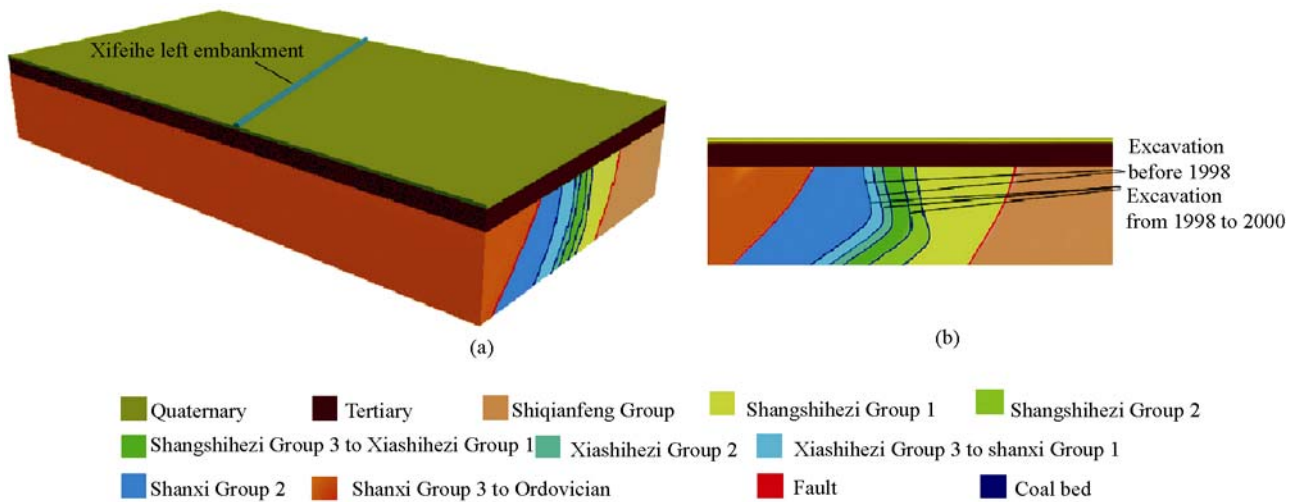 Xifeihe left embankment
Excavation
before 1998
Excavation
from 1998 to 2000
(a)
(b)
Quaternary
Tertiary
Shiqianfeng Group
Shangshihezi Group 1
Shangshihezi Group 2
Shangshihezi Group 3 to Xiashihezi Group 1
Xiashihezi Group 2
Xiashihezi Group 3 to shanxi Group 1
Shanxi Group 2
Shanxi Group 3 to Ordovician
Fault
Coal bed